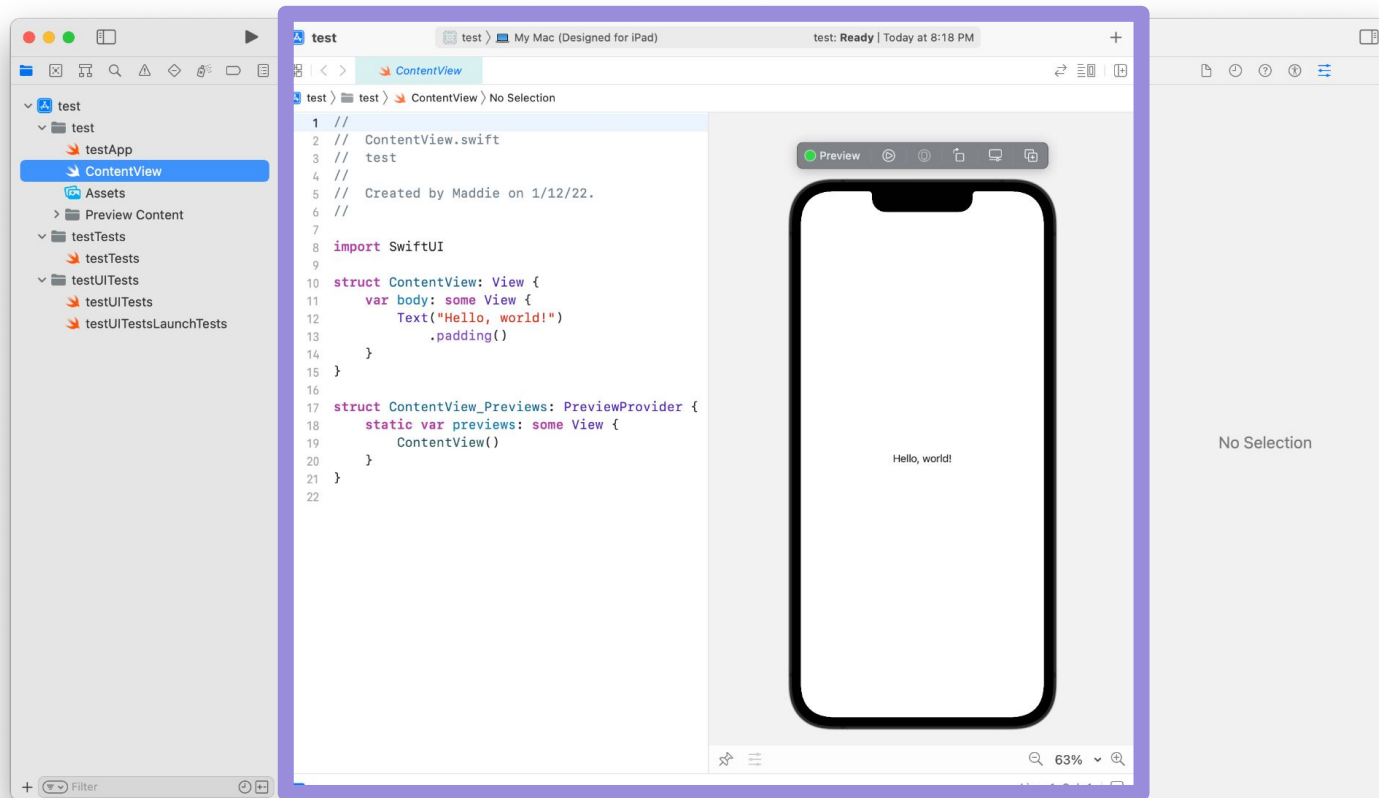 test
test 〉 My Mac (Designed for iPad)
test: Ready | Today at 8:18 PM
ContentView
test 〉 test 〉 ContentView 〉 No Selection
test
test
testApp
ContentView
Assets
Preview Content
testTests
testTests
testUITests
testUITests
testUITestsLaunchTests
Filter
1 //
2 //  ContentView.swift
3 //  test
4 //
5 //  Created by Maddie on 1/12/22.
6 //
7
8 import SwiftUI
9
10 struct ContentView: View {
11     var body: some View {
12         Text("Hello, world!")
13             .padding()
14     }
15 }
16
17 struct ContentView_Previews: PreviewProvider {
18     static var previews: some View {
19         ContentView()
20     }
21 }
22
Preview
Hello, world!
63%
No Selection